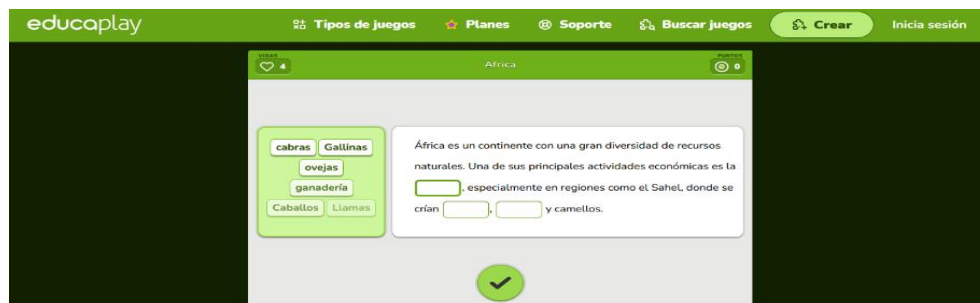 educaplay
Tipos de juegos
Planes
Soporte
Buscar juegos
Crear
Inicia sesión
VIDAS
4
Africa
PUNTOS
0
cabras Gallinas
ovejas
ganadería
Caballos Llamas
África es un continente con una gran diversidad de recursos
naturales. Una de sus principales actividades económicas es la
, especialmente en regiones como el Sahel, donde se
crían , y camellos.